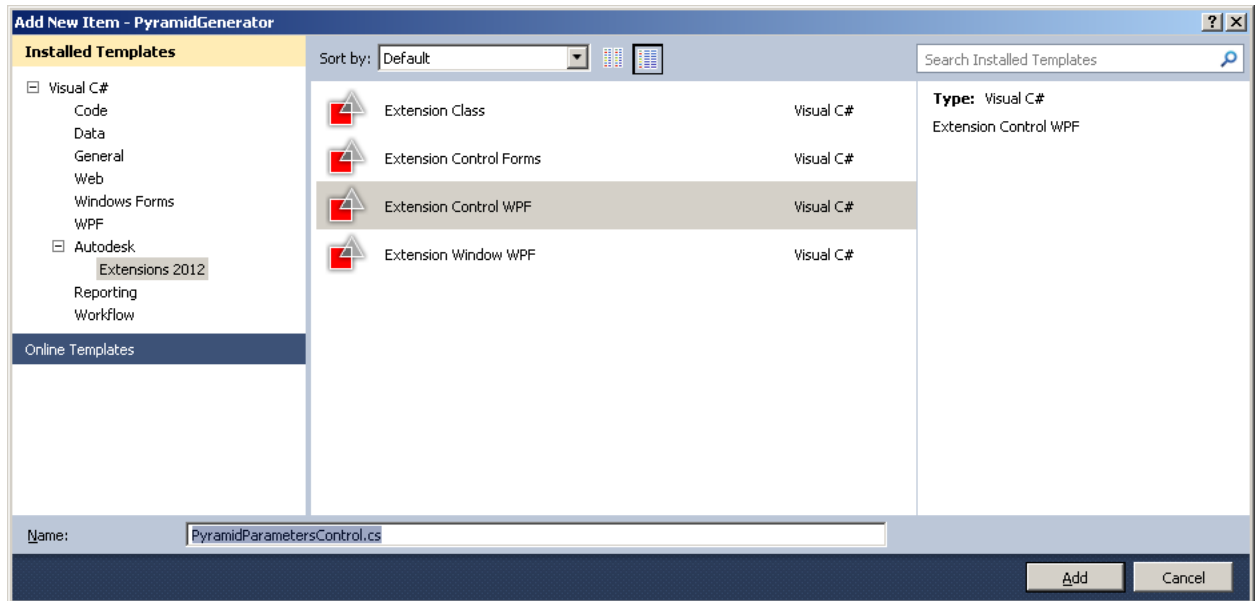 Add New Item - PyramidGenerator
Installed Templates
Visual C#
Code
Data
General
Web
Windows Forms
WPF
Autodesk
Extensions 2012
Reporting
Workflow
Online Templates
Sort by: Default
Extension Class Visual C#
Extension Control Forms Visual C#
Extension Control WPF Visual C#
Extension Window WPF Visual C#
Search Installed Templates
Type: Visual C#
Extension Control WPF
Name: PyramidParametersControl.cs
Add Cancel